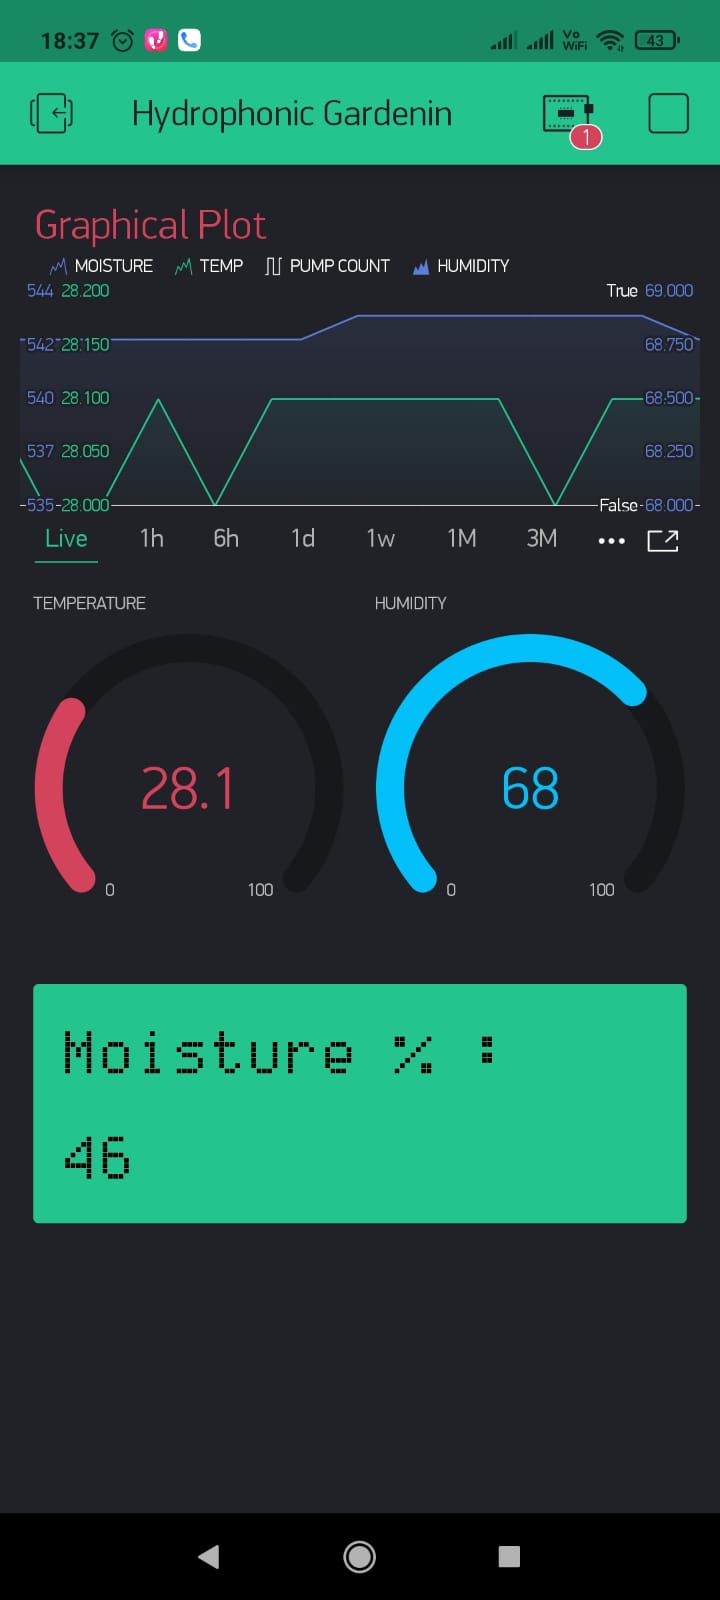 18:37 Vo WiFi 43
Hydrophonic Gardenin 1
Graphical Plot
MOISTURE TEMP PUMP COUNT HUMIDITY
544 28.200 True 69.000
542 28.150 68.750
540 28.100 68.500
537 28.050 68.250
535 28.000 False 68.000
Live 1h 6h 1d 1w 1M 3M
TEMPERATURE HUMIDITY
28.1 68
0 100 0 100
Moisture % :
46